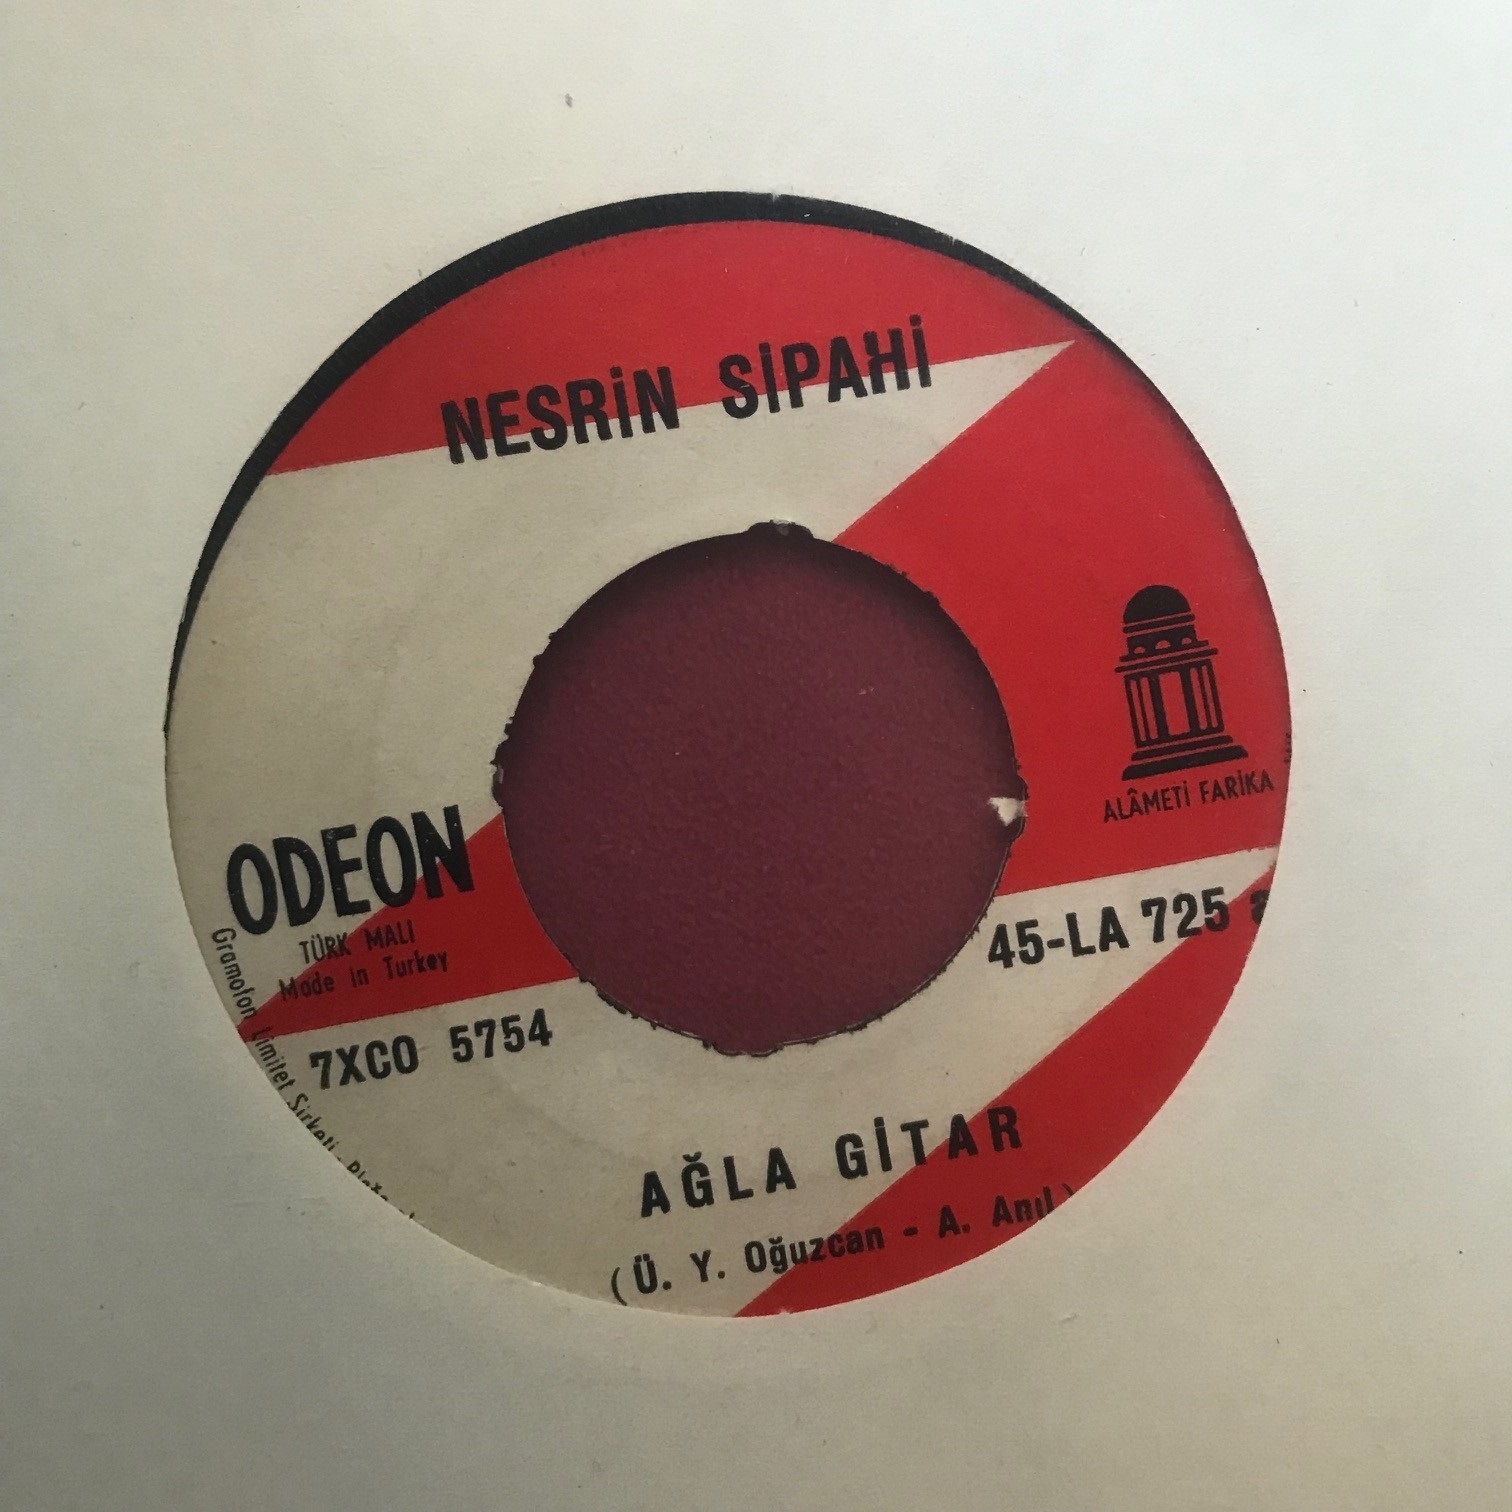 NESRİN SİPAHİ
ALÂMETİ FARİKA
ODEON
TÜRK MALI
Made in Turkey
45-LA 725
7XCO 5754
AĞLA GİTAR
(Ü. Y. Oğuzcan - A. Anıl)
Gramofon Limitet Şirketi -